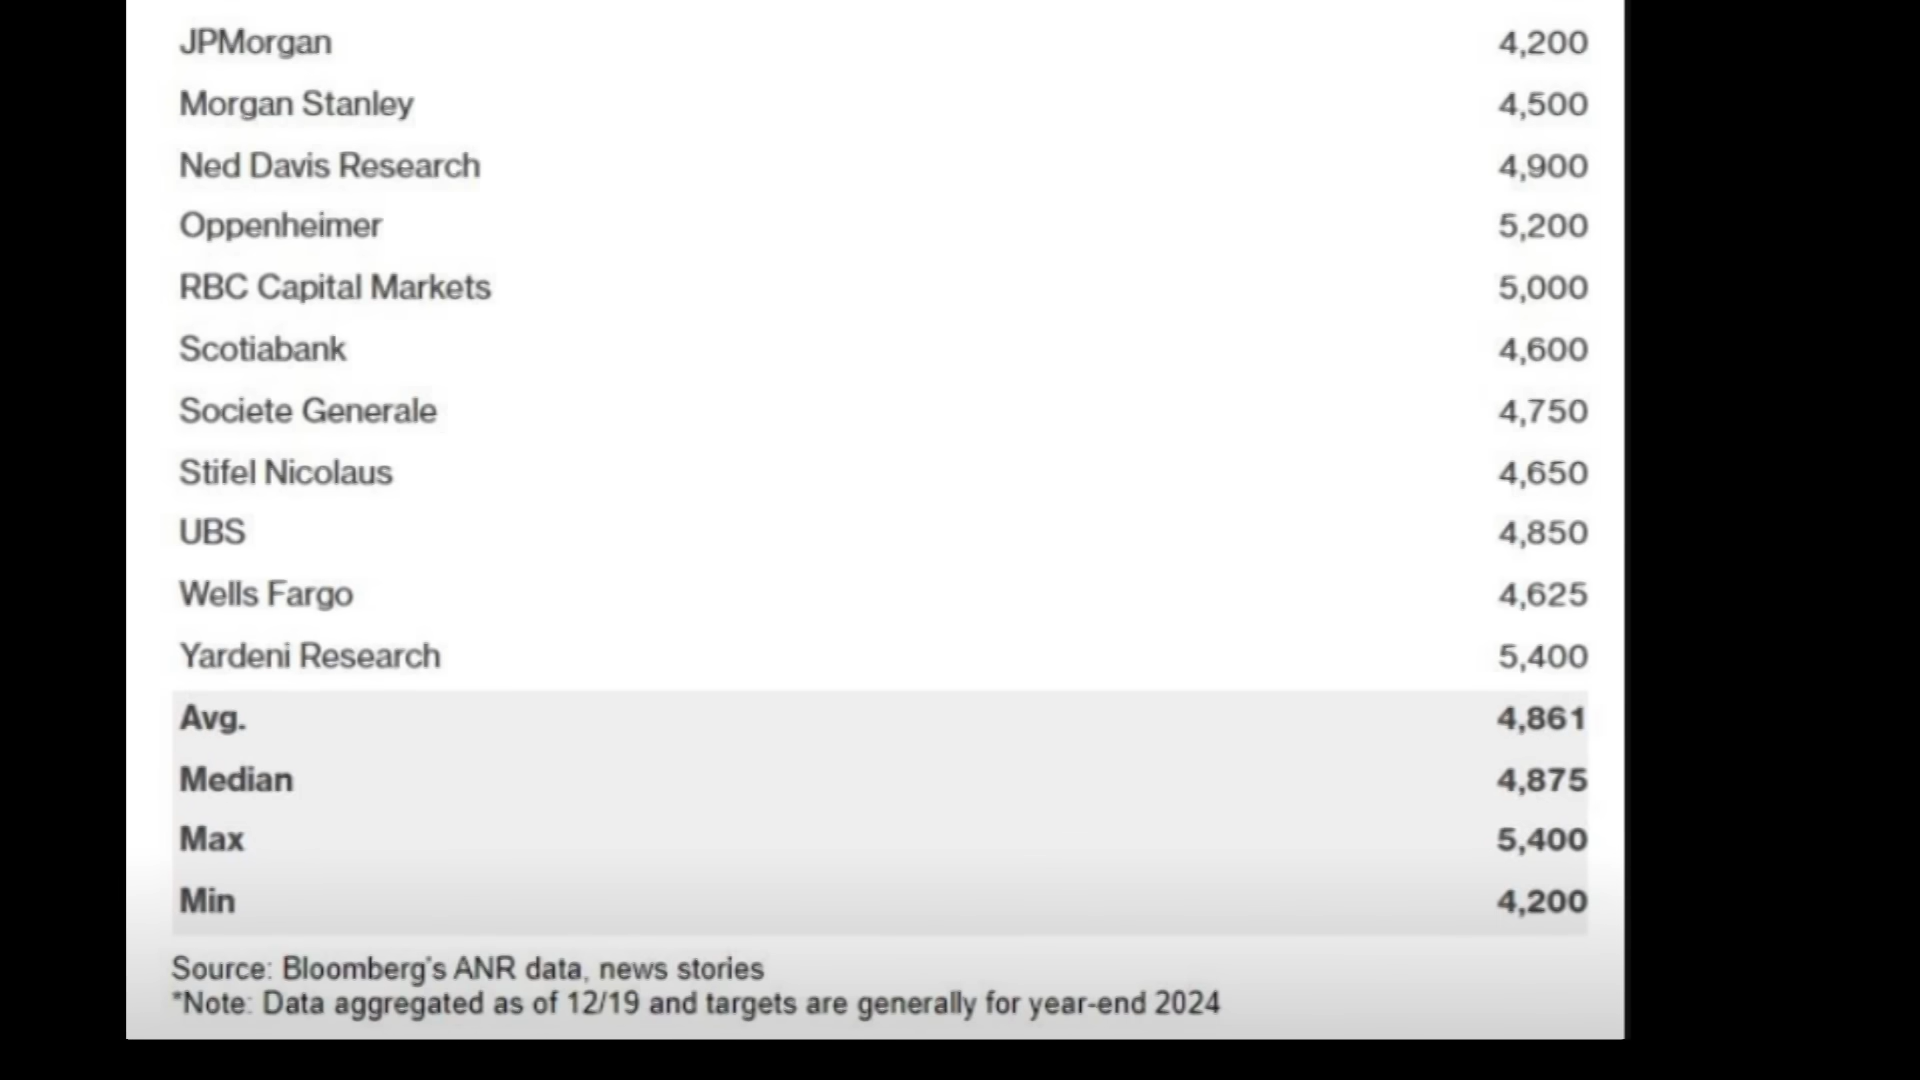 JPMorgan 4,200
Morgan Stanley 4,500
Ned Davis Research 4,900
Oppenheimer 5,200
RBC Capital Markets 5,000
Scotiabank 4,600
Societe Generale 4,750
Stifel Nicolaus 4,650
UBS 4,850
Wells Fargo 4,625
Yardeni Research 5,400
Avg. 4,861
Median 4,875
Max 5,400
Min 4,200
Source: Bloomberg's ANR data, news stories
*Note: Data aggregated as of 12/19 and targets are generally for year-end 2024